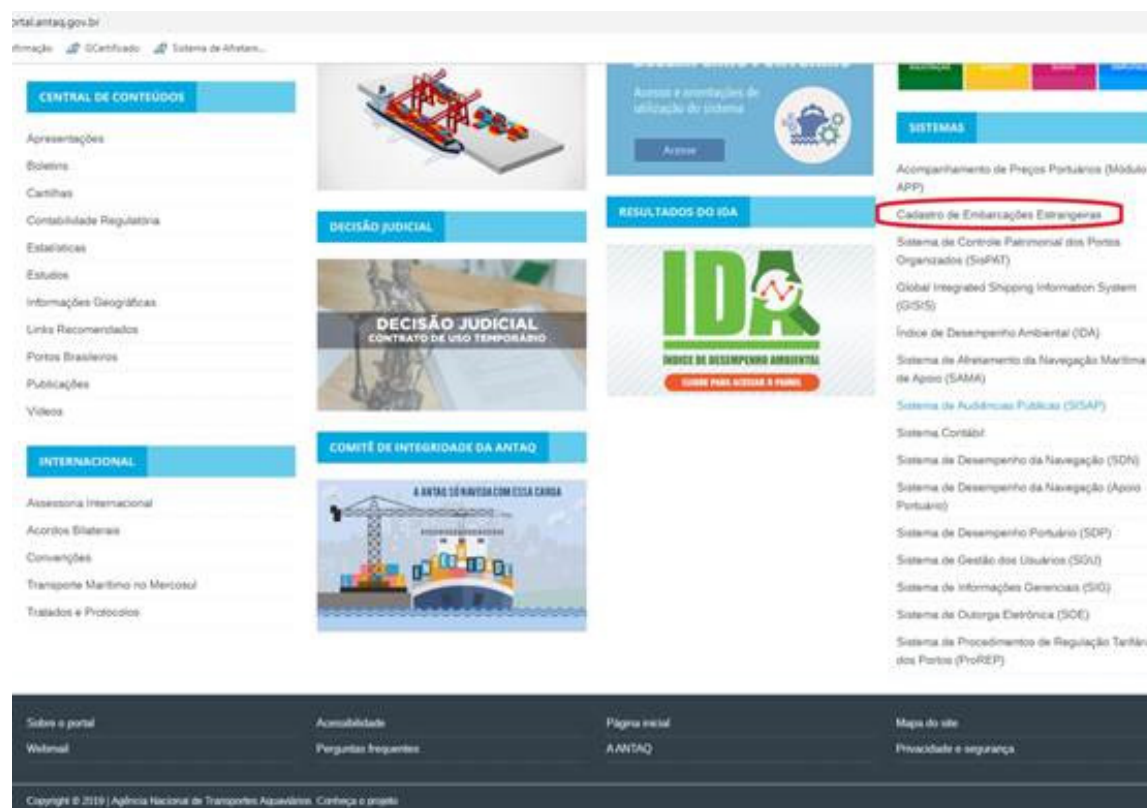 portal.antaq.gov.br
GCertificado
Sistema de Afretam...
CENTRAL DE CONTEÚDOS
Apresentações
Boletins
Cartilhas
Contabilidade Regulatória
Estatísticas
Estudos
Informações Geográficas
Links Recomendados
Portos Brasileiros
Publicações
Vídeos
INTERNACIONAL
Assessoria Internacional
Acordos Bilaterais
Convenções
Transporte Marítimo no Mercosul
Tratados e Protocolos
DECISÃO JUDICIAL
DECISÃO JUDICIAL
CONTRATO DE USO TEMPORÁRIO
COMITÊ DE INTEGRIDADE DA ANTAQ
A ANTAQ SÓ NAVEGA COM ESSA CARGA
Acesso e orientações de
utilização do sistema
Acesse
RESULTADOS DO IDA
IDA
ÍNDICE DE DESEMPENHO AMBIENTAL
CLIQUE PARA ACESSAR O PAINEL
SISTEMAS
Acompanhamento de Preços Portuários (Módulo
APP)
Cadastro de Embarcações Estrangeiras
Sistema de Controle Patrimonial dos Portos
Organizados (SisPAT)
Global Integrated Shipping Information System
(GISIS)
Índice de Desempenho Ambiental (IDA)
Sistema de Afretamento da Navegação Marítima
de Apoio (SAMA)
Sistema de Audiências Públicas (SISAP)
Sistema Contábil
Sistema de Desempenho da Navegação (SDN)
Sistema de Desempenho da Navegação (Apoio
Portuário)
Sistema de Desempenho Portuário (SDP)
Sistema de Gestão dos Usuários (SGU)
Sistema de Informações Gerenciais (SIG)
Sistema de Outorga Eletrônica (SOE)
Sistema de Procedimentos de Regulação Tarifária
dos Portos (ProREP)
Sobre o portal
Acessibilidade
Página inicial
Mapa do site
Webmail
Perguntas frequentes
A ANTAQ
Privacidade e segurança
Copyright © 2019 | Agência Nacional de Transportes Aquaviários. Conheça o projeto